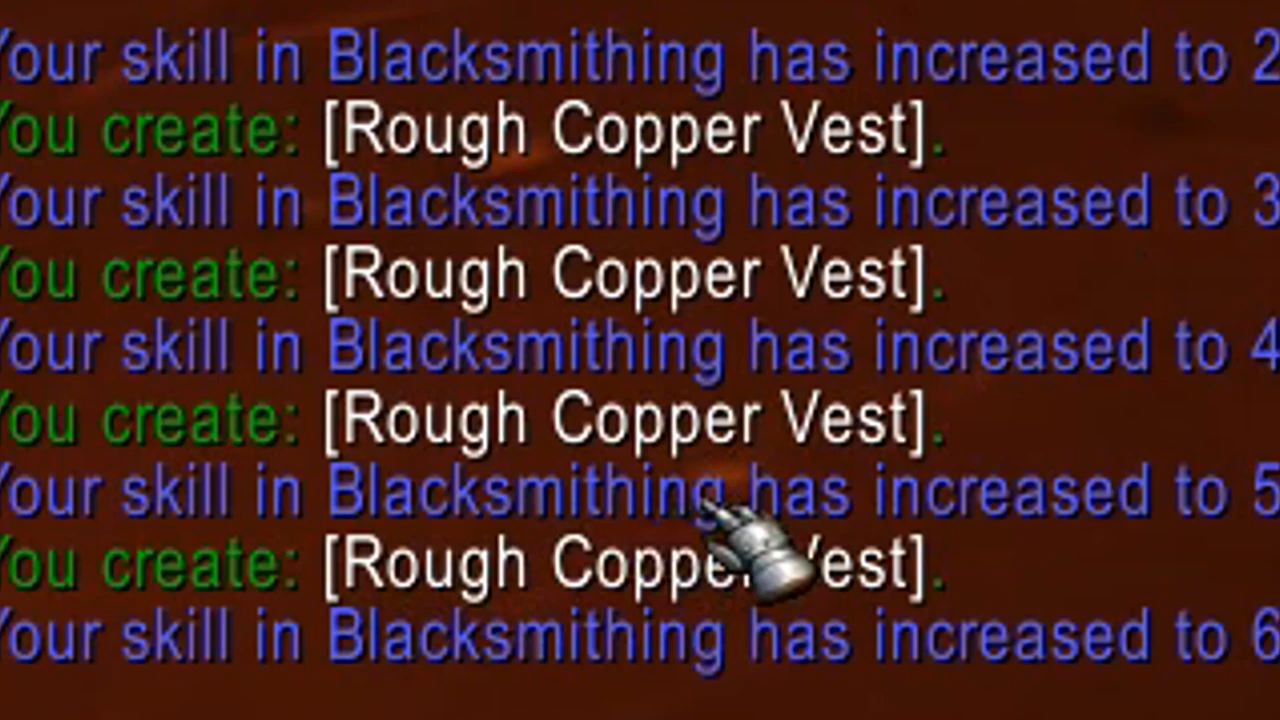 Your skill in Blacksmithing has increased to 2
You create: [Rough Copper Vest].
Your skill in Blacksmithing has increased to 3
You create: [Rough Copper Vest].
Your skill in Blacksmithing has increased to 4
You create: [Rough Copper Vest].
Your skill in Blacksmithing has increased to 5
You create: [Rough Copper Vest].
Your skill in Blacksmithing has increased to 6